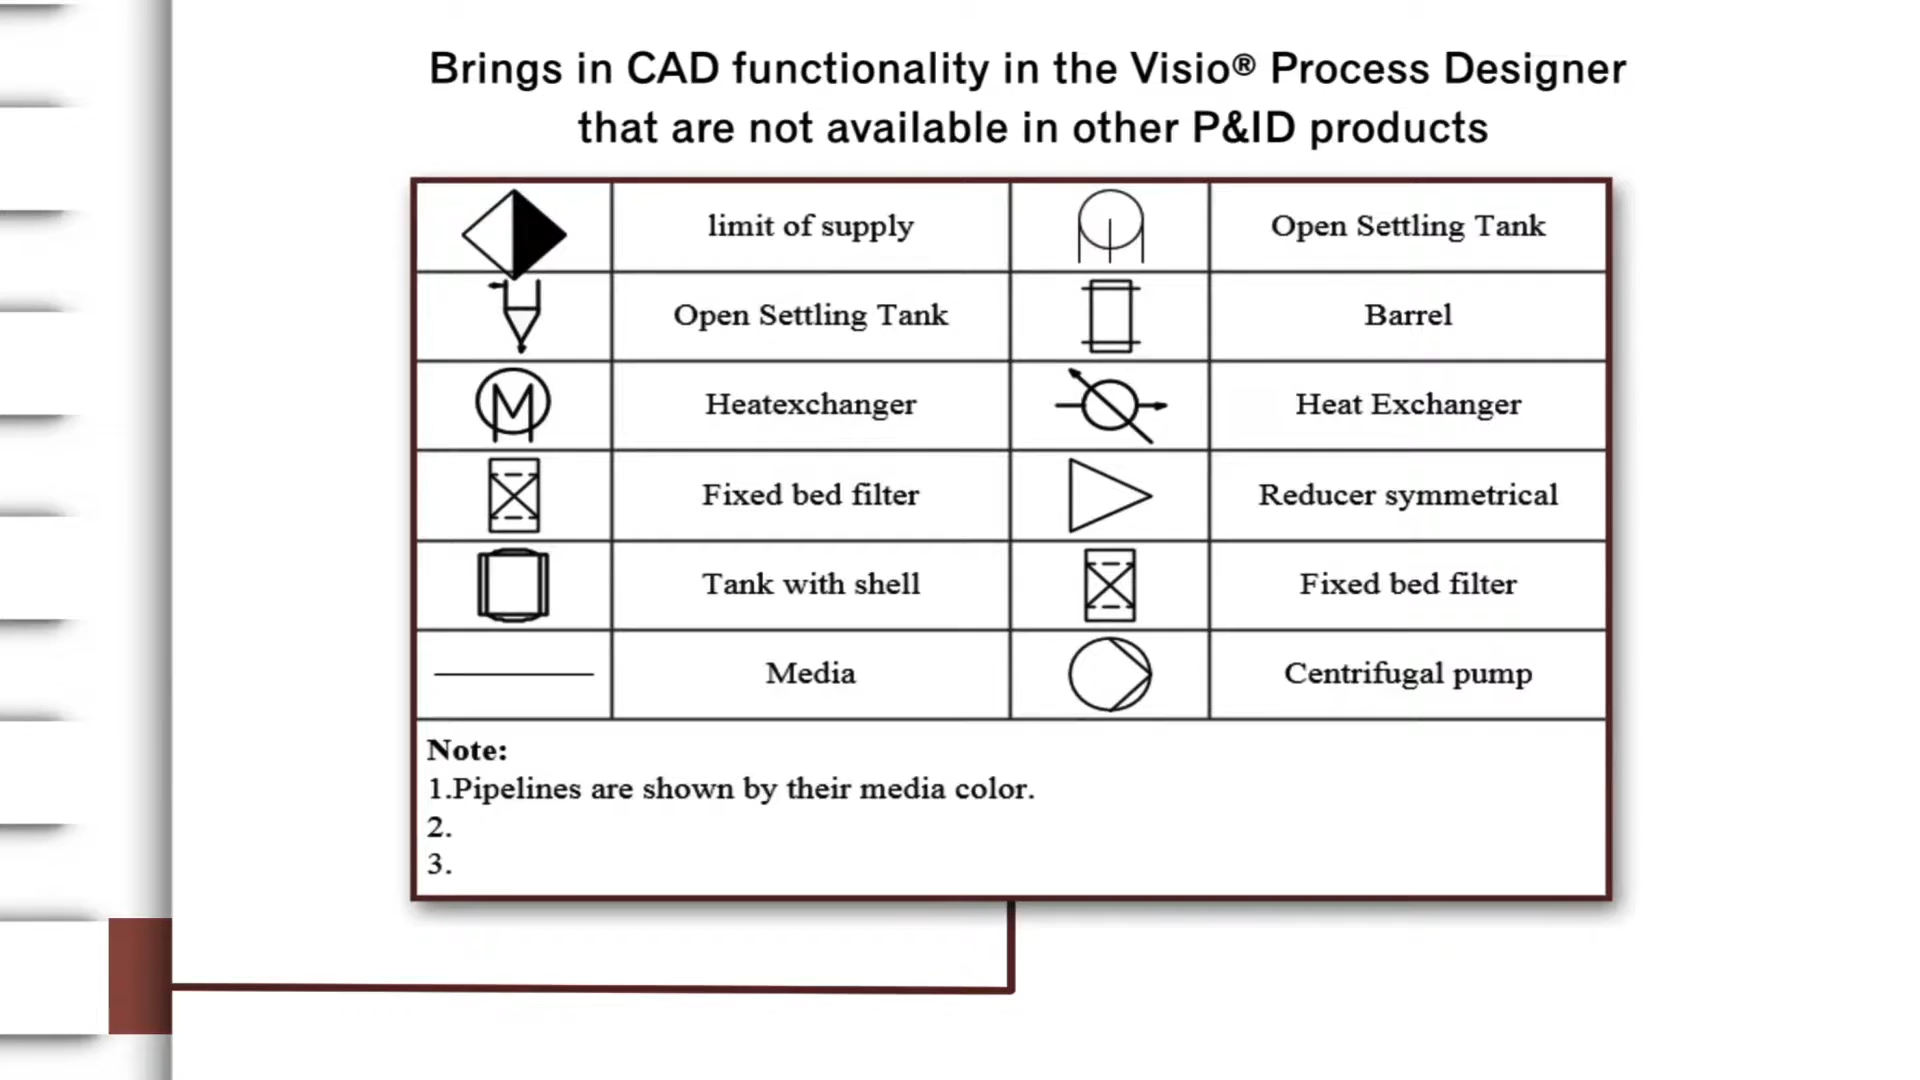 Brings in CAD functionality in the Visio® Process Designer
that are not available in other P&ID products
limit of supply
Open Settling Tank
Open Settling Tank
Barrel
M
Heatexchanger
Heat Exchanger
Fixed bed filter
Reducer symmetrical
Tank with shell
Fixed bed filter
Media
Centrifugal pump
Note:
1.Pipelines are shown by their media color.
2.
3.